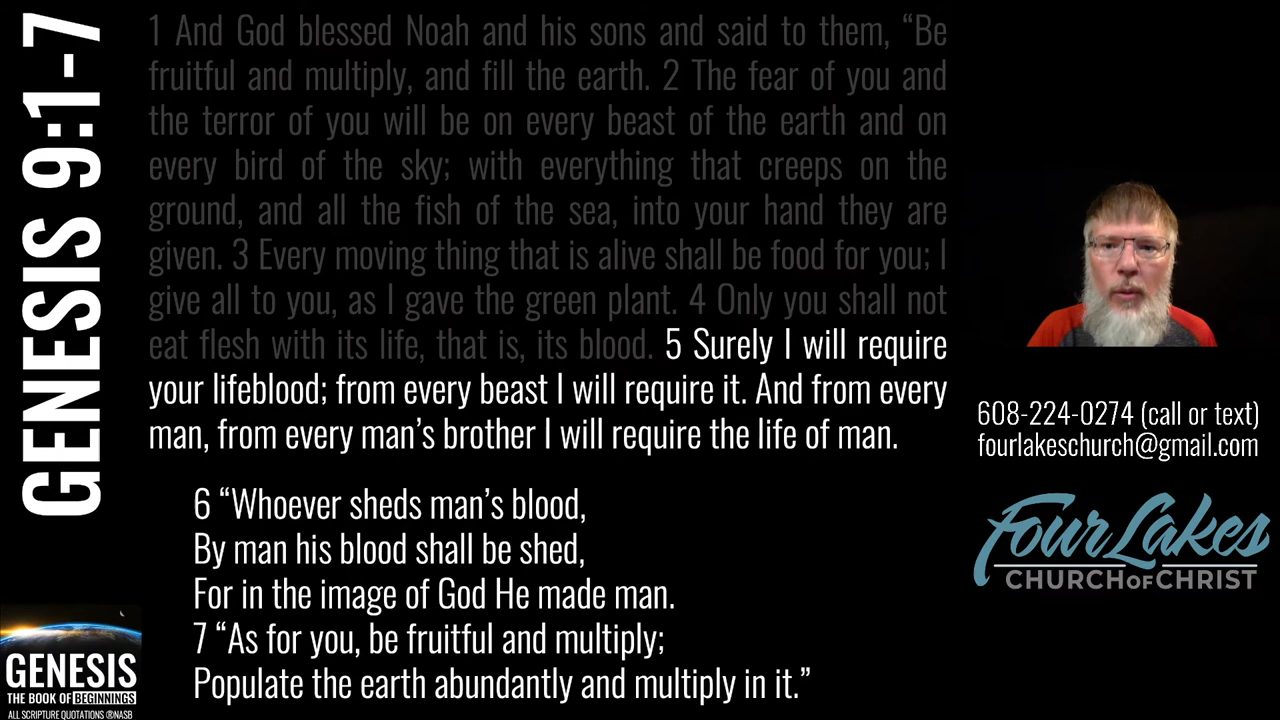 GENESIS 9:1-7
1 And God blessed Noah and his sons and said to them, “Be
fruitful and multiply, and fill the earth. 2 The fear of you and
the terror of you will be on every beast of the earth and on
every bird of the sky; with everything that creeps on the
ground, and all the fish of the sea, into your hand they are
given. 3 Every moving thing that is alive shall be food for you; I
give all to you, as I gave the green plant. 4 Only you shall not
eat flesh with its life, that is, its blood. 5 Surely I will require
your lifeblood; from every beast I will require it. And from every
man, from every man’s brother I will require the life of man.
6 “Whoever sheds man’s blood,
By man his blood shall be shed,
For in the image of God He made man.
7 “As for you, be fruitful and multiply;
Populate the earth abundantly and multiply in it.”
608-224-0274 (call or text)
fourlakeschurch@gmail.com
Four Lakes
CHURCH OF CHRIST
GENESIS
THE BOOK OF BEGINNINGS
ALL SCRIPTURE QUOTATIONS ®NASB